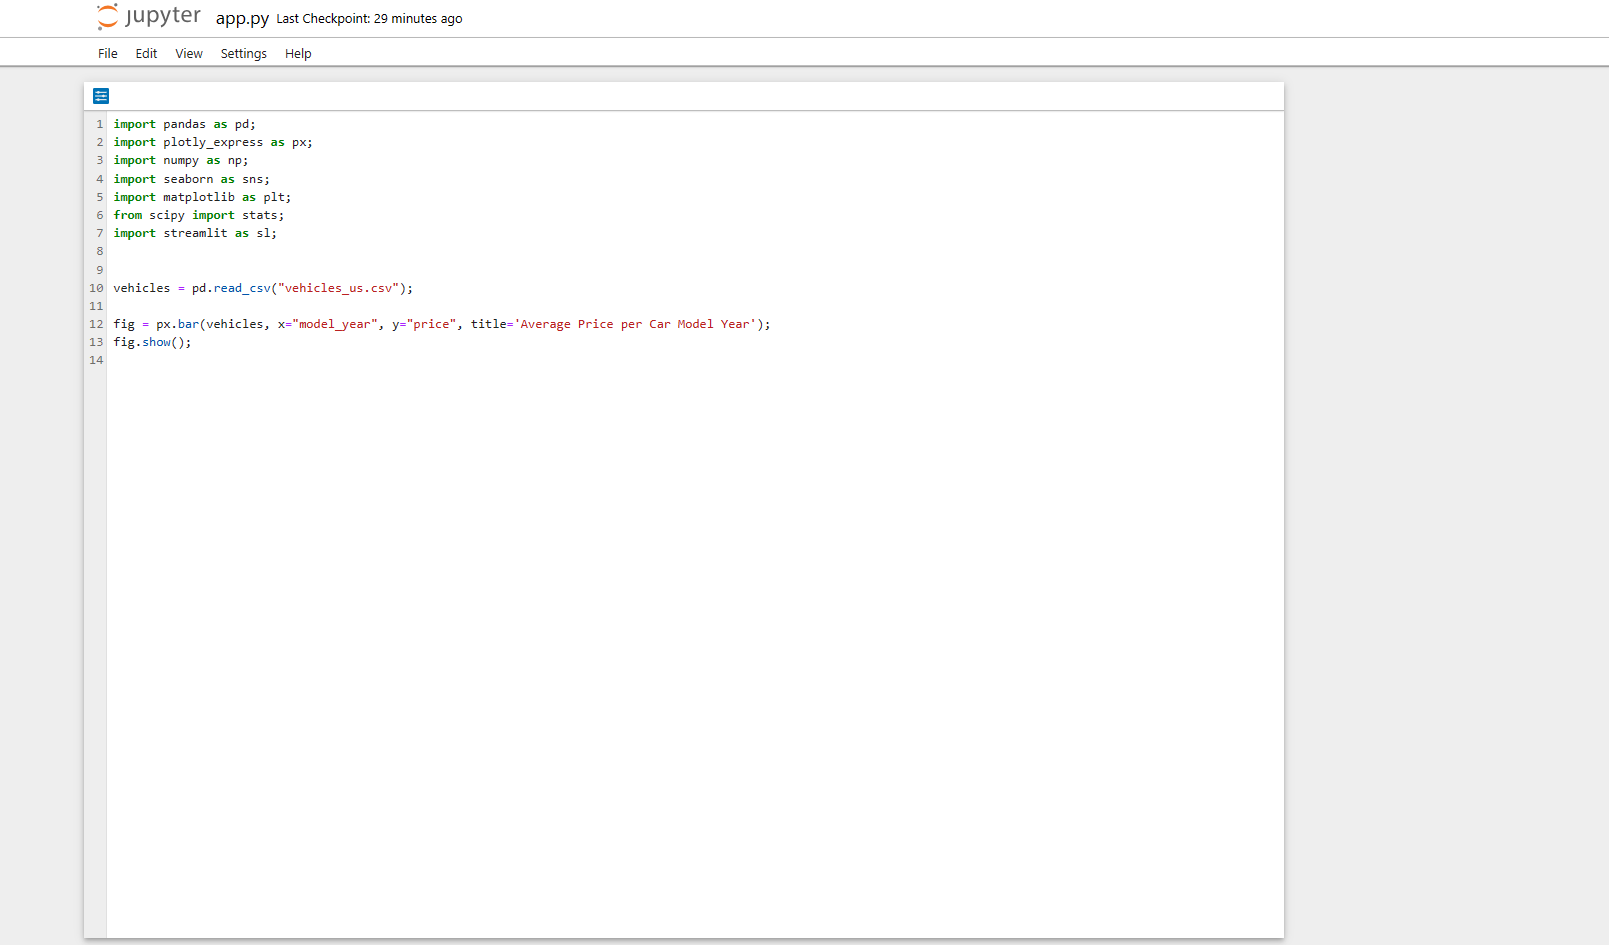 jupyter app.py Last Checkpoint: 29 minutes ago
File Edit View Settings Help
1 import pandas as pd;
2 import plotly_express as px;
3 import numpy as np;
4 import seaborn as sns;
5 import matplotlib as plt;
6 from scipy import stats;
7 import streamlit as sl;
8
9
10 vehicles = pd.read_csv("vehicles_us.csv");
11
12 fig = px.bar(vehicles, x="model_year", y="price", title='Average Price per Car Model Year');
13 fig.show();
14